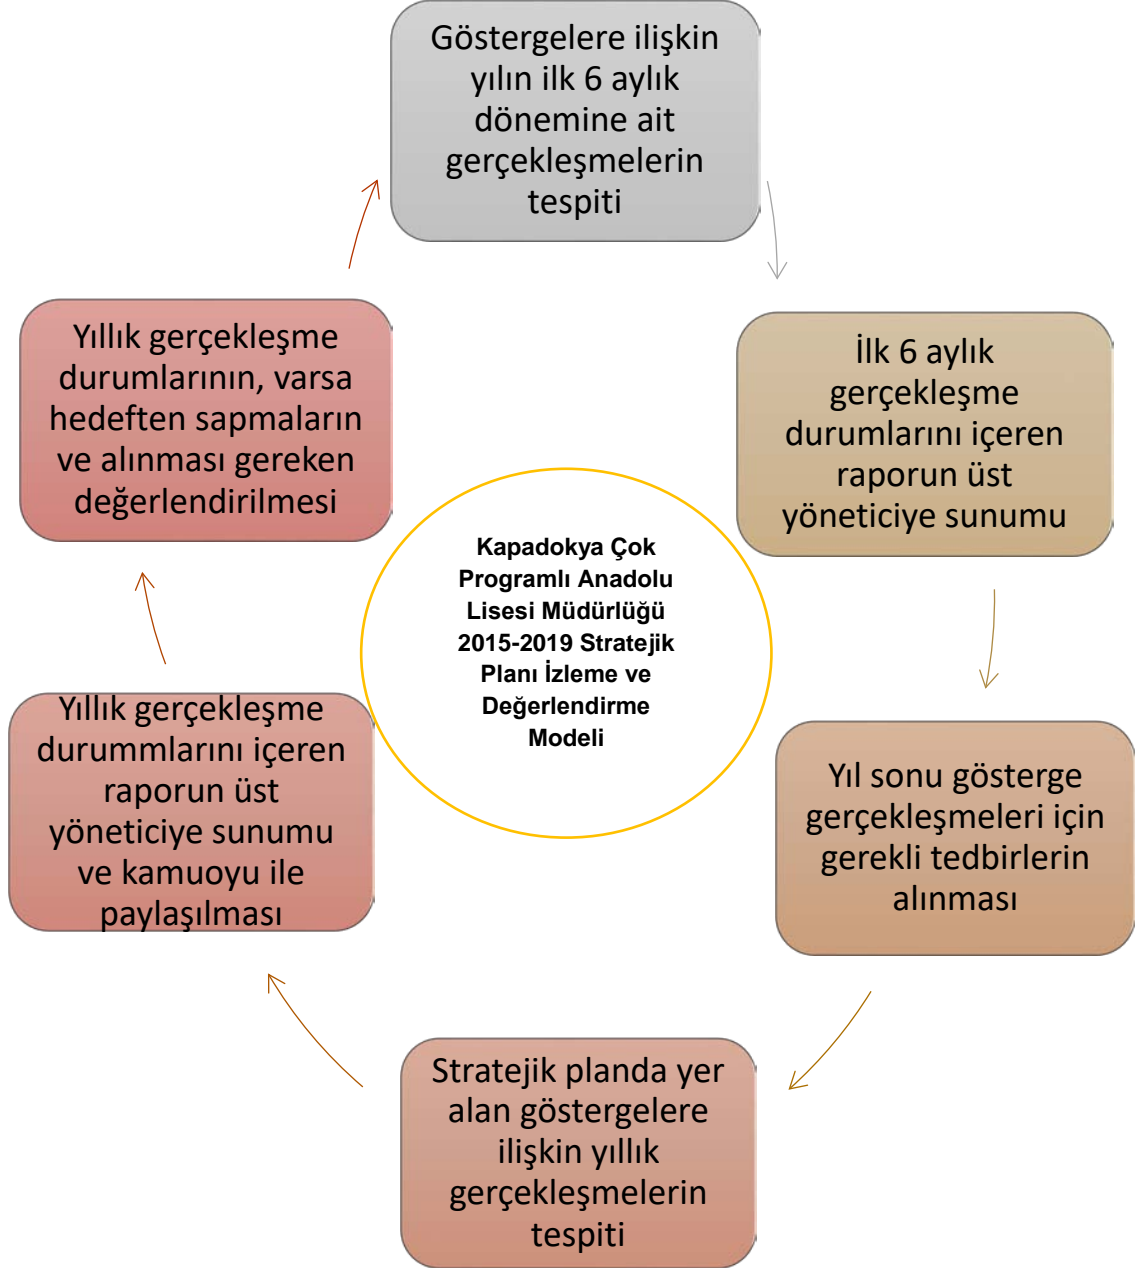 Göstergelere ilişkin
yılın ilk 6 aylık
dönemine ait
gerçekleşmelerin
tespiti
İlk 6 aylık
gerçekleşme
durumlarını içeren
raporun üst
yöneticiye sunumu
Yıl sonu gösterge
gerçekleşmeleri için
gerekli tedbirlerin
alınması
Stratejik planda yer
alan göstergelere
ilişkin yıllık
gerçekleşmelerin
tespiti
Yıllık gerçekleşme
durummlarını içeren
raporun üst
yöneticiye sunumu
ve kamuoyu ile
paylaşılması
Yıllık gerçekleşme
durumlarının, varsa
hedeften sapmaların
ve alınması gereken
değerlendirilmesi
Kapadokya Çok
Programlı Anadolu
Lisesi Müdürlüğü
2015-2019 Stratejik
Planı İzleme ve
Değerlendirme
Modeli